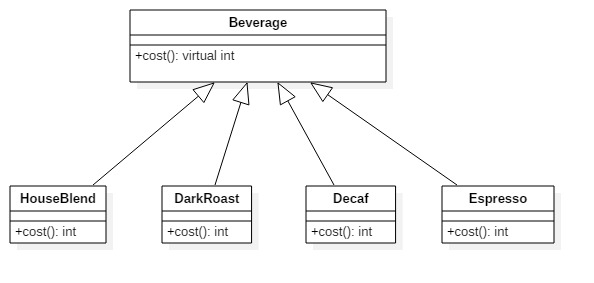 Beverage
+cost(): virtual int
HouseBlend
+cost(): int
DarkRoast
+cost(): int
Decaf
+cost(): int
Espresso
+cost(): int